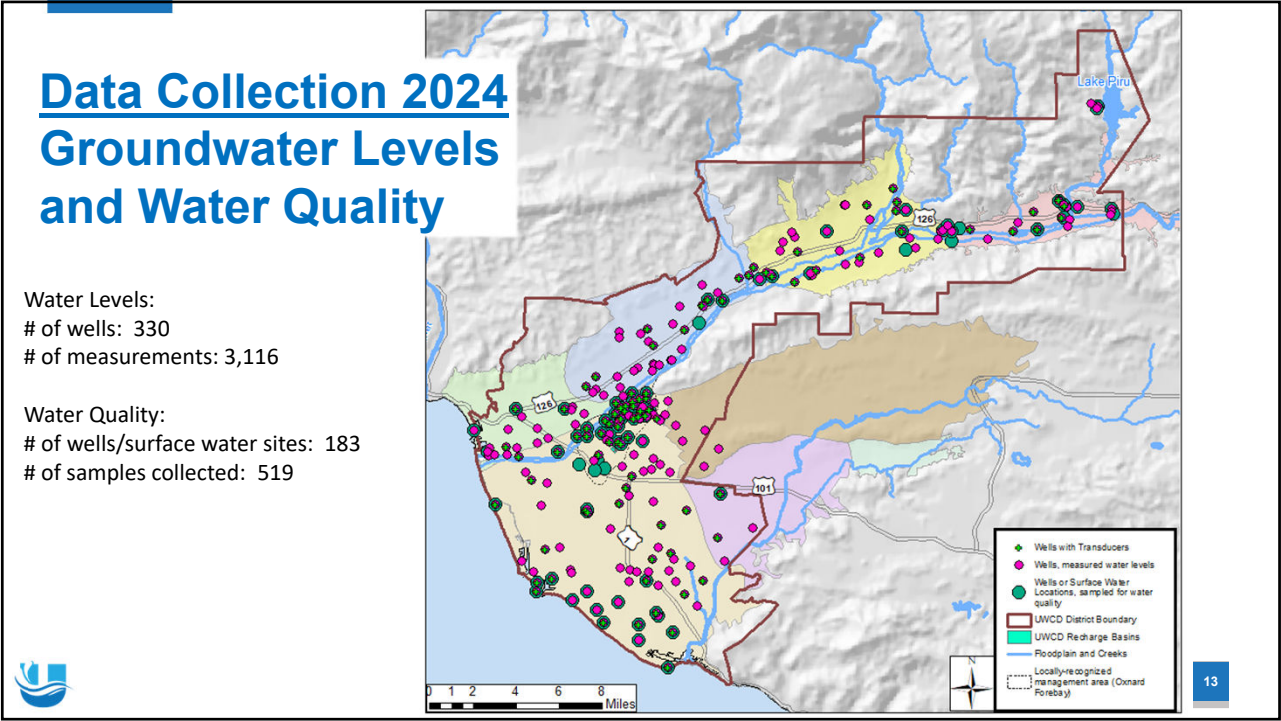 Data Collection 2024
Groundwater Levels
and Water Quality
Water Levels:
# of wells: 330
# of measurements: 3,116
Water Quality:
# of wells/surface water sites: 183
# of samples collected: 519
Lake Piru
126
126
101
1
Wells with Transducers
Wells, measured water levels
Wells or Surface Water
Locations, sampled for water
quality
UWCD District Boundary
UWCD Recharge Basins
Floodplain and Creeks
Locally-recognized
management area (Oxnard
Forebay)
N
0 1 2 4 6 8
Miles
13